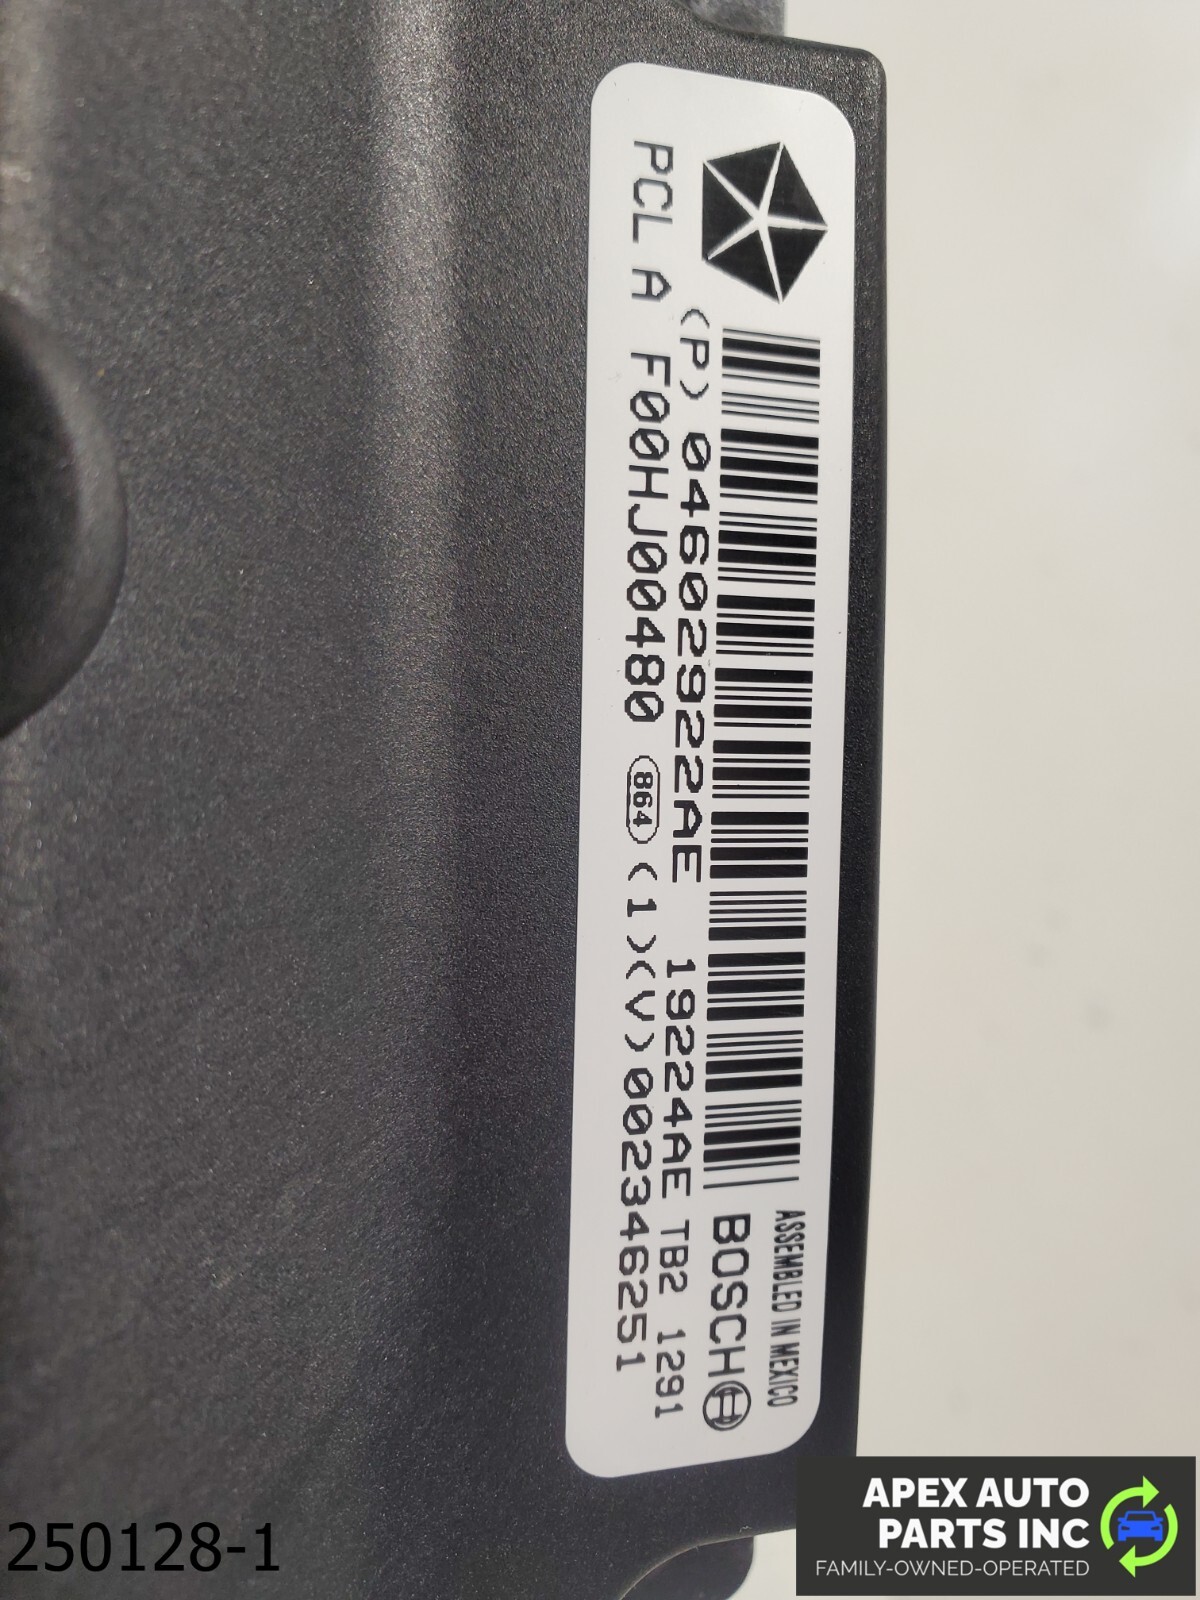 ASSEMBLED IN MEXICO
BOSCH
(P) 04602922AE 19224AE TB2 1291
PCL A F00HJ00480 864 (1)(V)002346251
250128-1
APEX AUTO
PARTS INC
FAMILY-OWNED-OPERATED